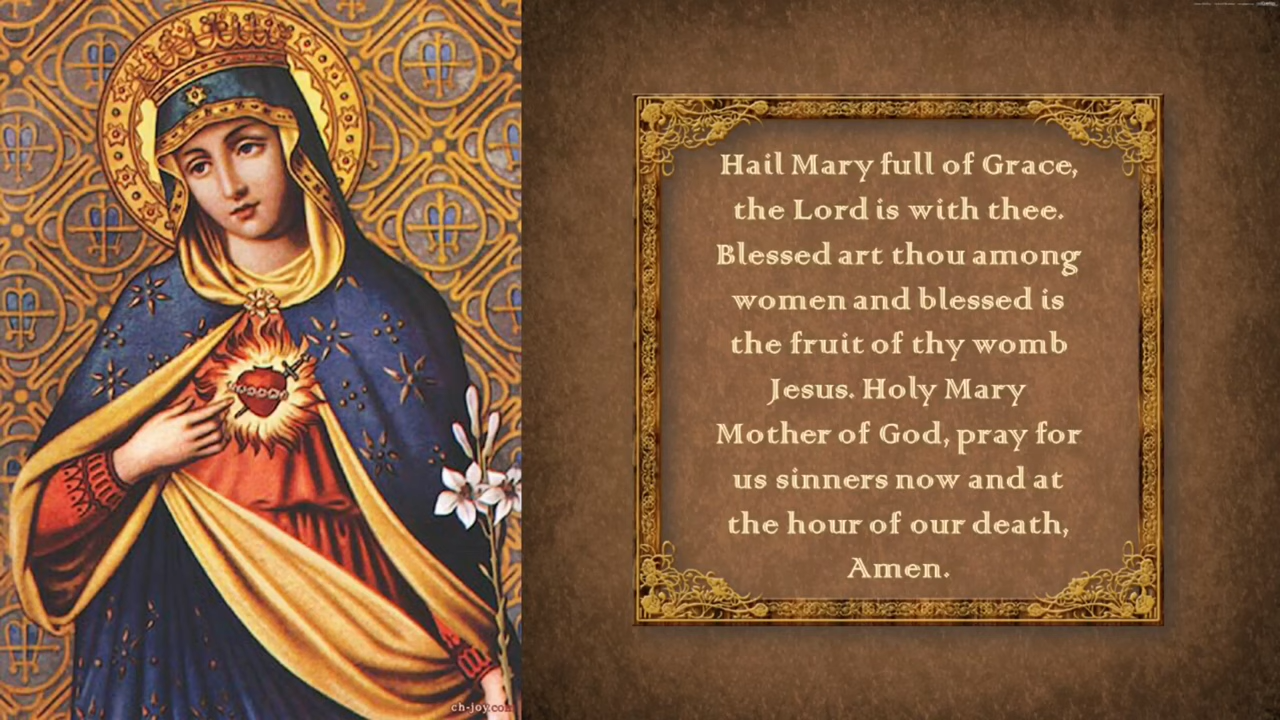 Hail Mary full of Grace,
the Lord is with thee.
Blessed art thou among
women and blessed is
the fruit of thy womb
Jesus. Holy Mary
Mother of God, pray for
us sinners now and at
the hour of our death,
Amen.
ch-joy.com